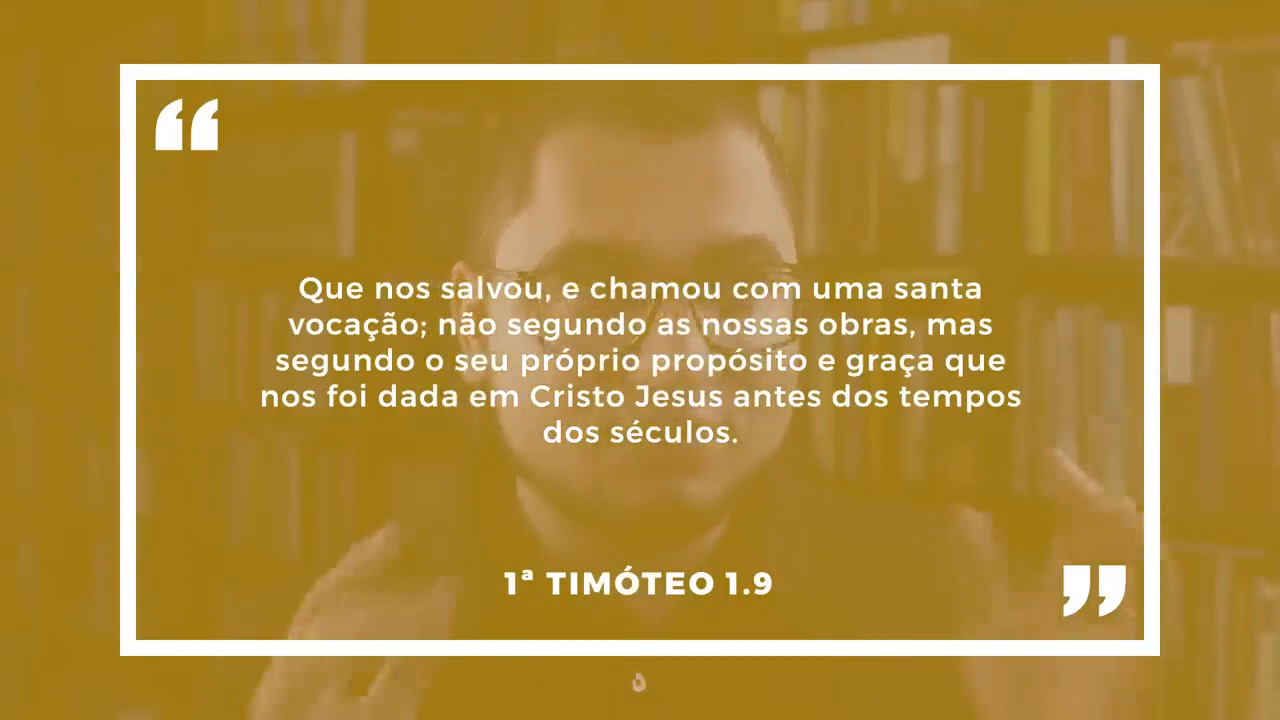 Que nos salvou, e chamou com uma santa
vocação; não segundo as nossas obras, mas
segundo o seu próprio propósito e graça que
nos foi dada em Cristo Jesus antes dos tempos
dos séculos.
1ª TIMÓTEO 1.9